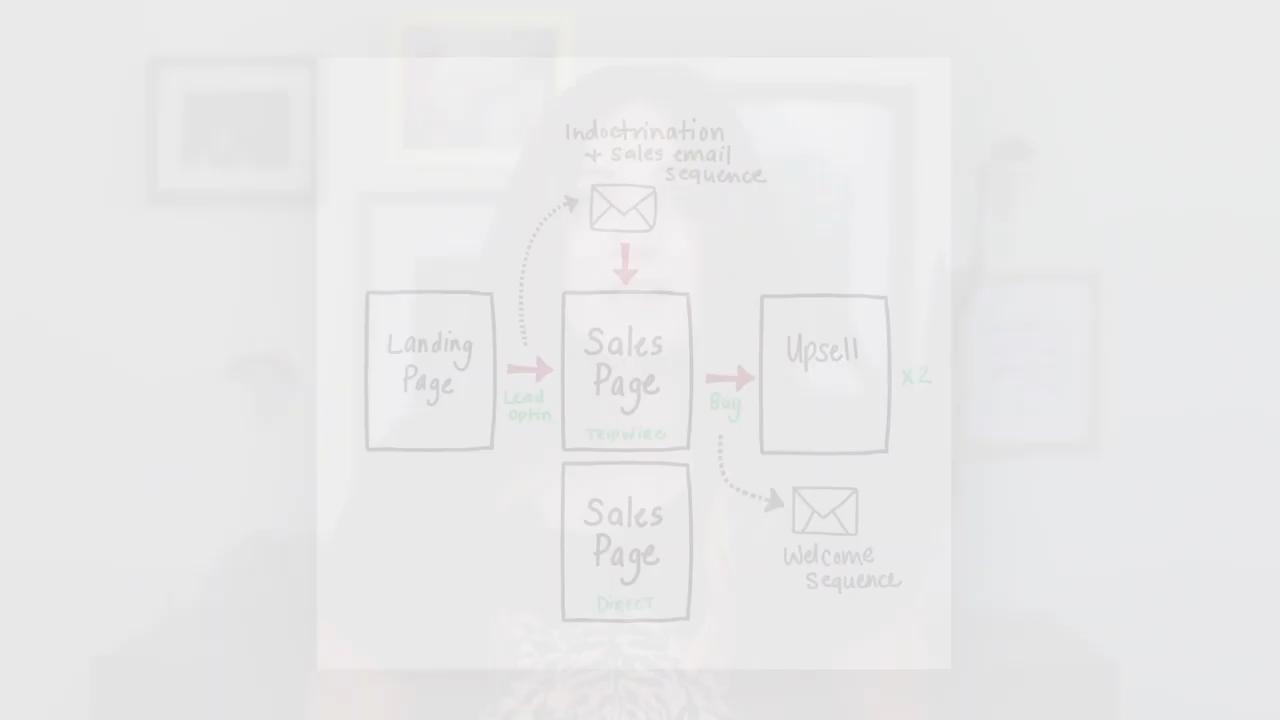 Indoctrination
+ sales email
sequence
Landing
Page
Lead
optin
Sales
Page
TRIPWIRE
Buy
Upsell
x2
Sales
Page
DIRECT
Welcome
sequence